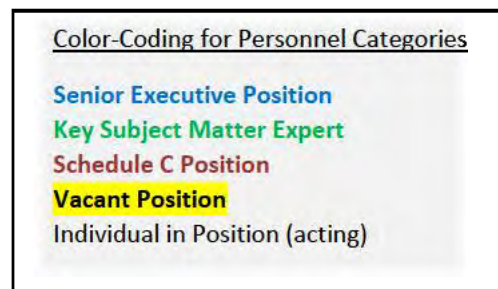 Color-Coding for Personnel Categories
Senior Executive Position
Key Subject Matter Expert
Schedule C Position
Vacant Position
Individual in Position (acting)